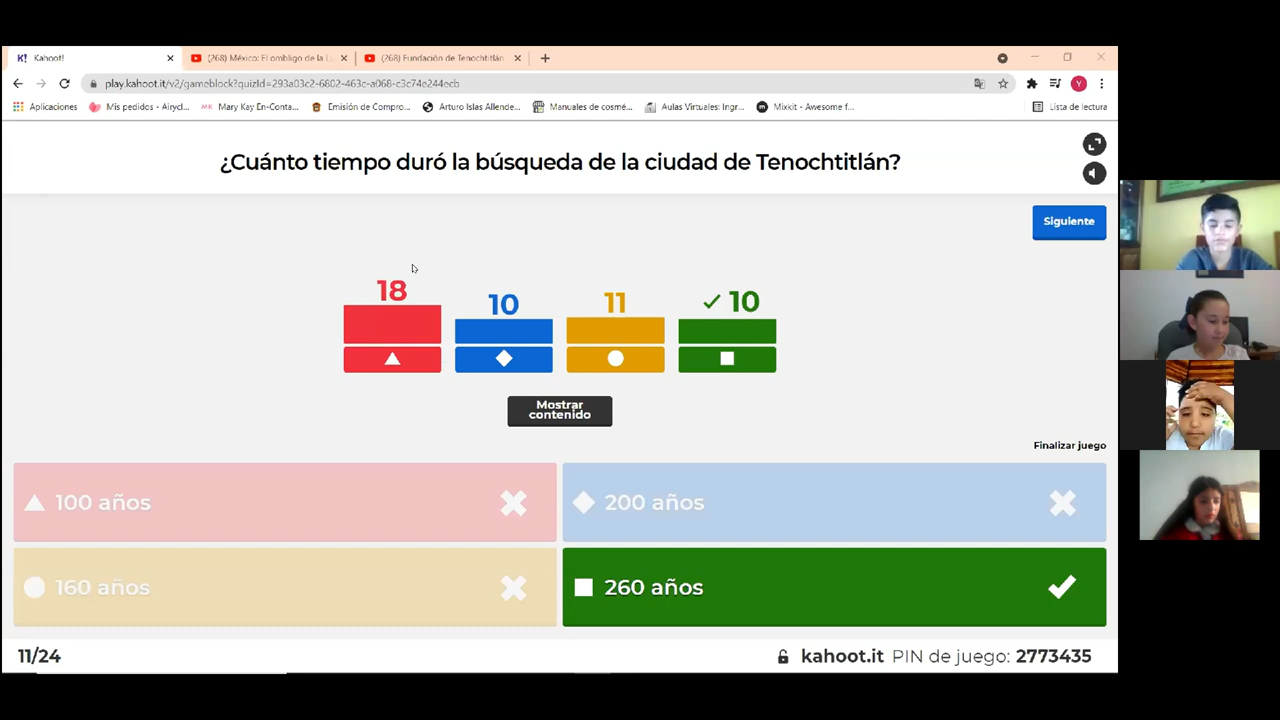 K! Kahoot!
(268) México: El ombligo de la L
(268) Fundación de Tenochtitlán
play.kahoot.it/v2/gameblock?quizId=293a03c2-6802-463c-a068-c3c74e244ecb
Y
Aplicaciones
Mis pedidos - Airycl...
MK Mary Kay En-Conta...
Emisión de Compro...
Arturo Islas Allende...
Manuales de cosmé...
Aulas Virtuales: Ingr...
m Mixkit - Awesome f...
Lista de lectura
¿Cuánto tiempo duró la búsqueda de la ciudad de Tenochtitlán?
Siguiente
18
10
11
10
Mostrar
contenido
Finalizar juego
100 años
200 años
160 años
260 años
11/24
kahoot.it PIN de juego: 2773435